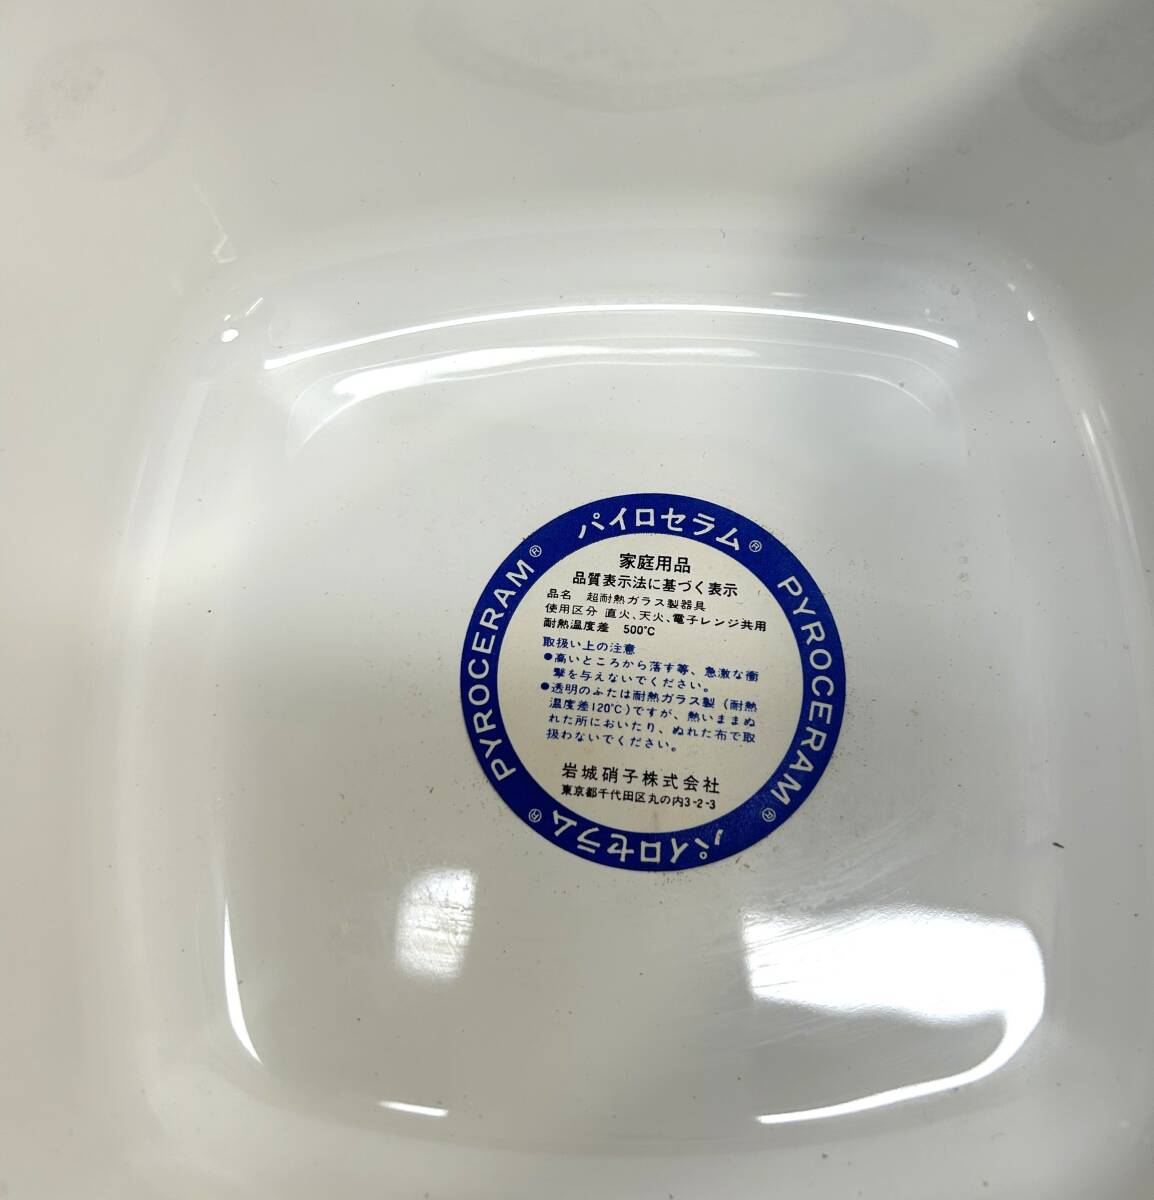 パイロセラム®
PYROCERAM®
PYROCERAM®
パイロセラム®
家庭用品
品質表示法に基づく表示
品名 超耐熱ガラス製器具
使用区分 直火、天火、電子レンジ共用
耐熱温度差 500°C
取扱い上の注意
●高いところから落す等、急激な衝
撃を与えないでください。
●透明のふたは耐熱ガラス製（耐熱
温度差120°C）ですが、熱いままぬ
れた所においたり、ぬれた布で取
扱わないでください。
岩城硝子株式会社
東京都千代田区丸の内3-2-3